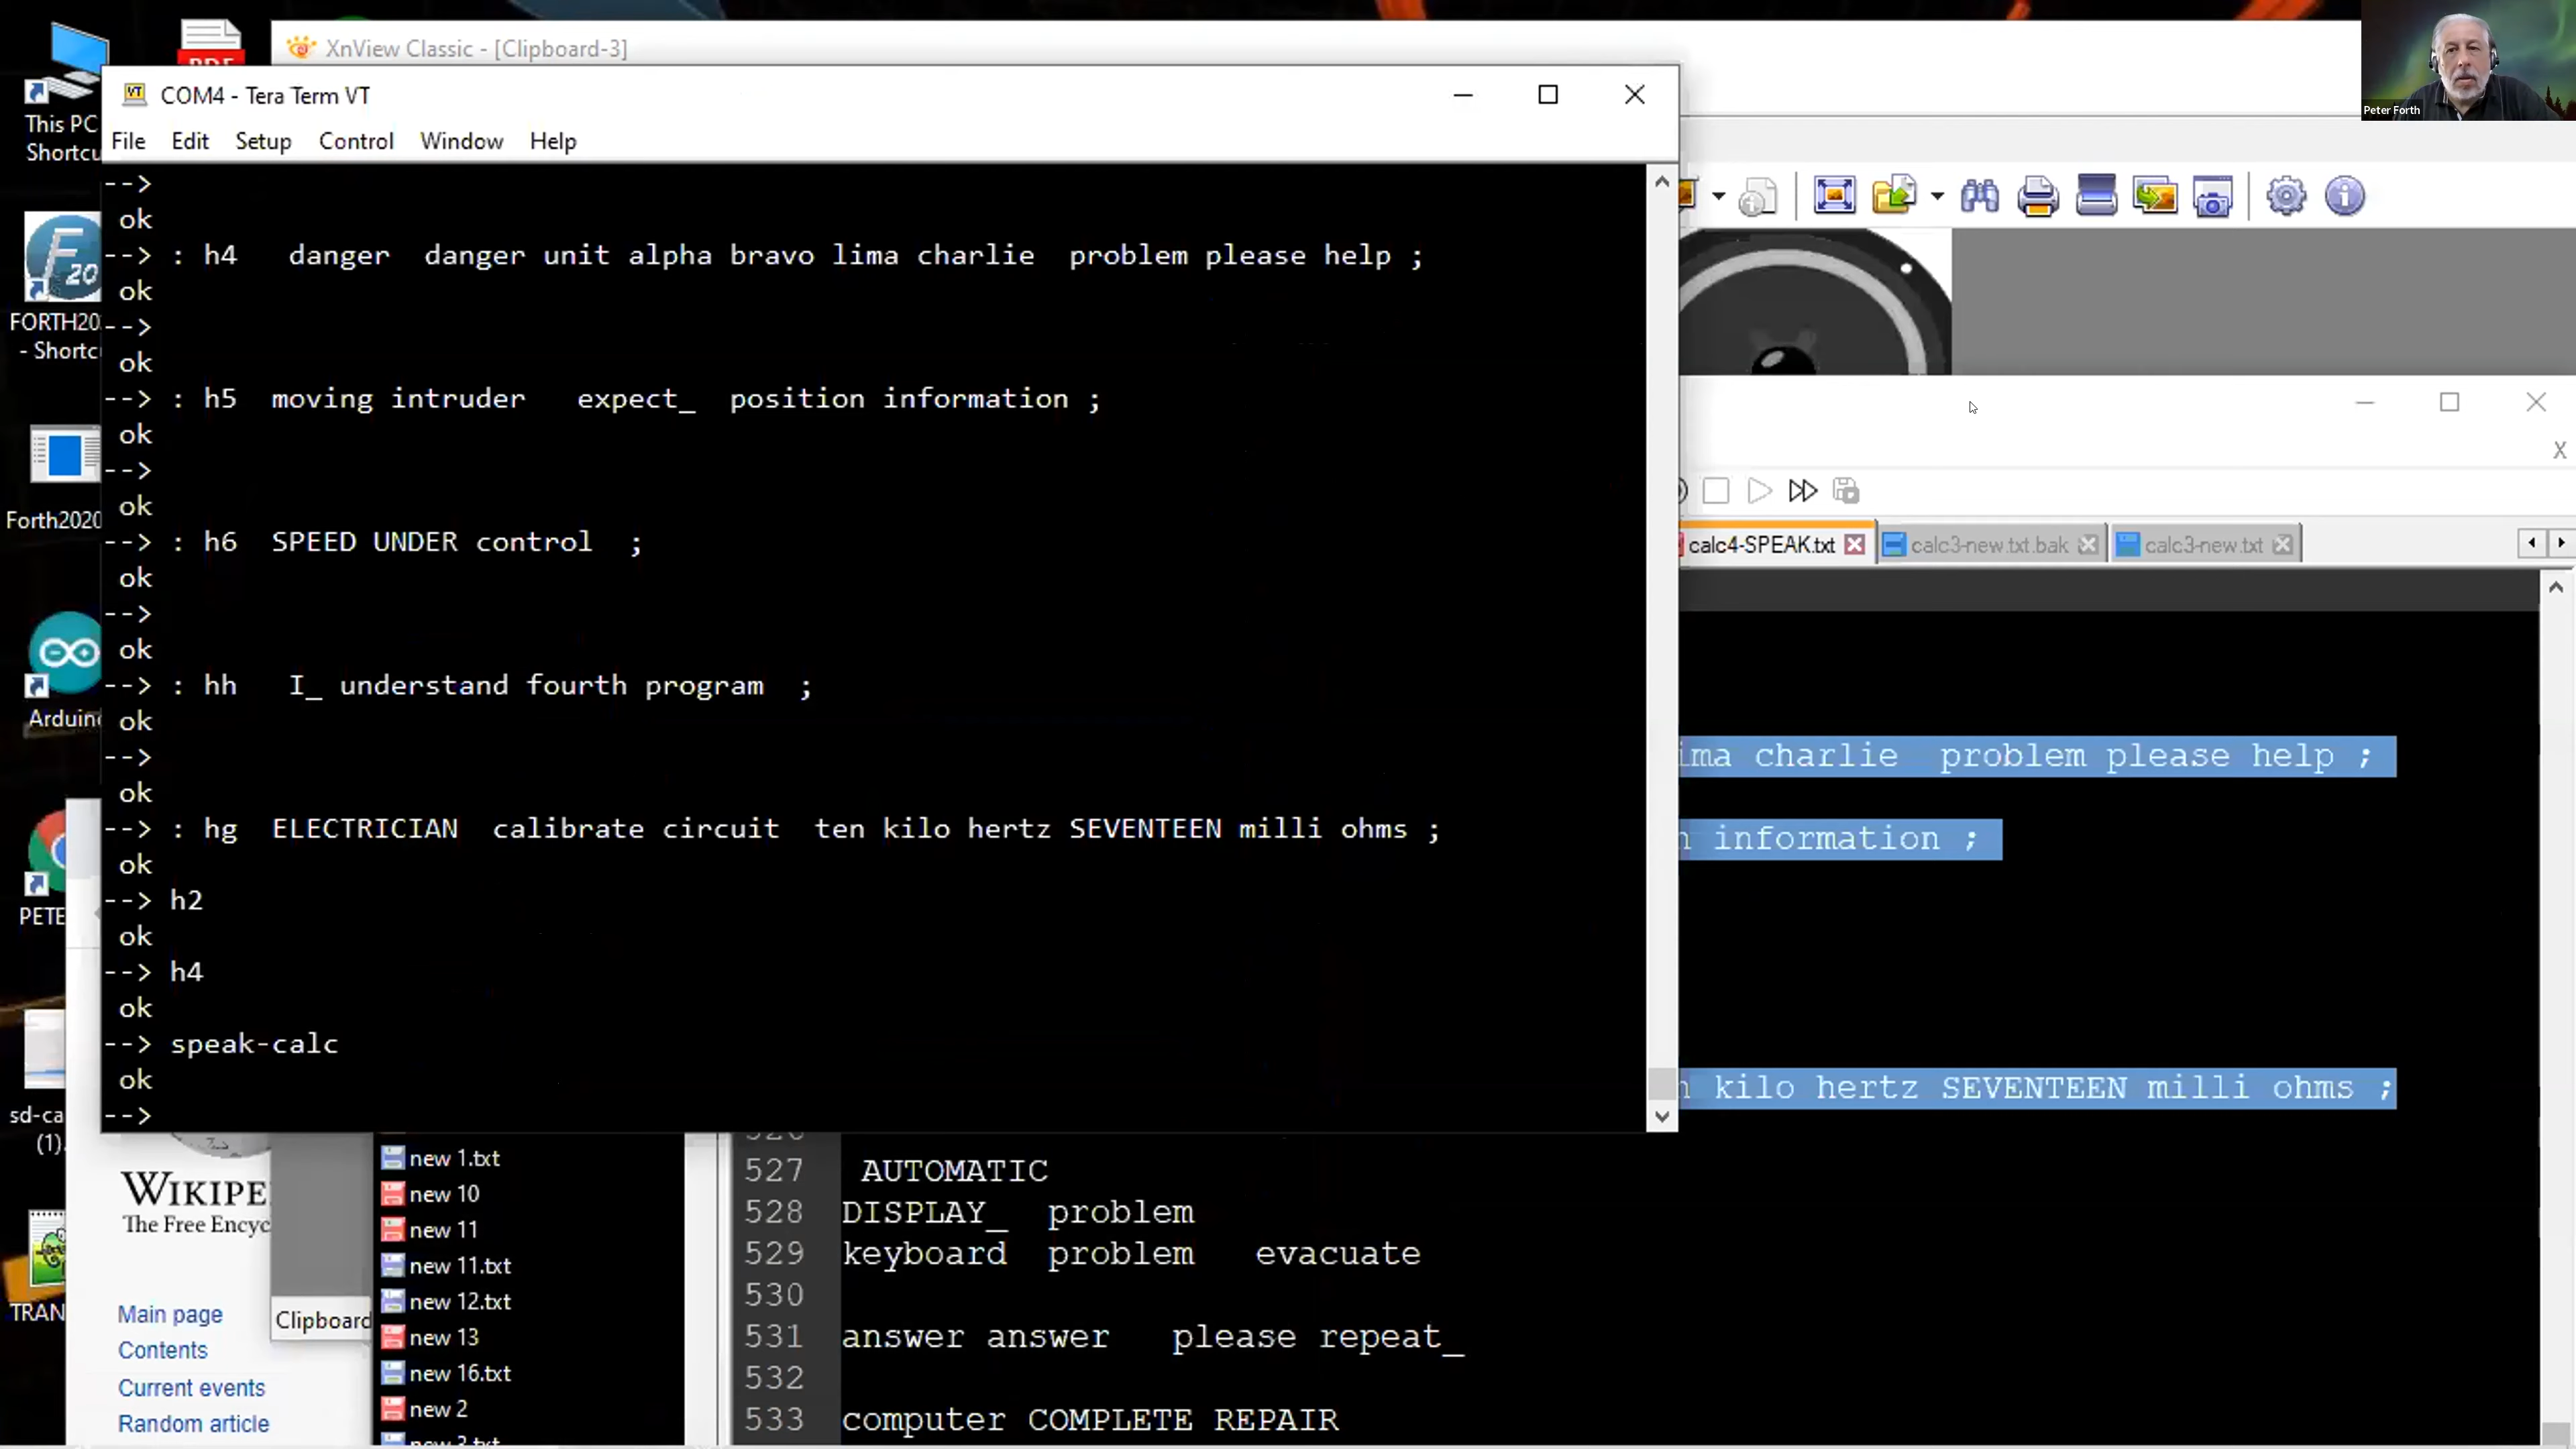 XnView Classic - [Clipboard-3]
COM4 - Tera Term VT
File Edit Setup Control Window Help
-->
ok
--> : h4 danger danger unit alpha bravo lima charlie problem please help ;
ok
-->
ok
--> : h5 moving intruder expect_ position information ;
ok
-->
ok
--> : h6 SPEED UNDER control ;
ok
-->
ok
--> : hh I_ understand fourth program ;
ok
-->
ok
--> : hg ELECTRICIAN calibrate circuit ten kilo hertz SEVENTEEN milli ohms ;
ok
--> h2
ok
--> h4
ok
--> speak-calc
ok
-->
Peter Forth
This PC
Shortcu
FORTH20
- Shortc
Forth2020
Arduin
PETE
sd-ca
(1).
TRAN
calc4-SPEAK.txt calc3-new.txt.bak calc3-new.txt
ima charlie problem please help ;
n information ;
n kilo hertz SEVENTEEN milli ohms ;
527 AUTOMATIC
528 DISPLAY_ problem
529 keyboard problem evacuate
530
531 answer answer please repeat_
532
533 computer COMPLETE REPAIR
WIKIPE
The Free Encyc
Main page
Contents
Current events
Random article
Clipboard
new 1.txt
new 10
new 11
new 11.txt
new 12.txt
new 13
new 16.txt
new 2